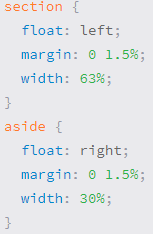 section {
  float: left;
  margin: 0 1.5%;
  width: 63%;
}
aside {
  float: right;
  margin: 0 1.5%;
  width: 30%;
}